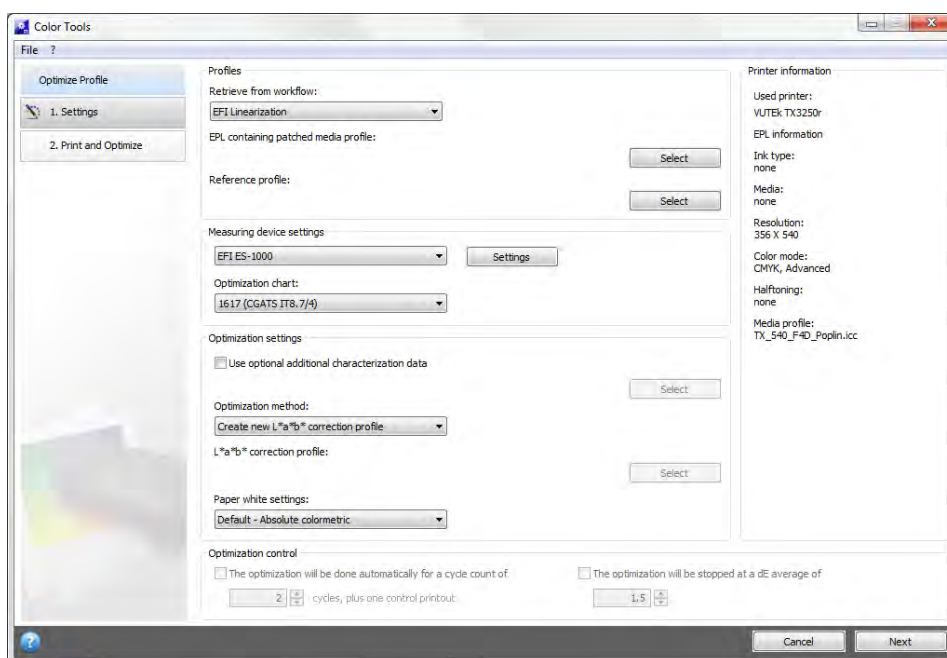 Color Tools
File ?
Optimize Profile
1. Settings
2. Print and Optimize
Profiles
Retrieve from workflow:
EFI Linearization
EPL containing patched media profile:
Select
Reference profile:
Select
Measuring device settings
EFI ES-1000
Settings
Optimization chart:
1617 (CGATS IT8.7/4)
Optimization settings
Use optional additional characterization data
Select
Optimization method:
Create new L*a*b* correction profile
L*a*b* correction profile:
Select
Paper white settings:
Default - Absolute colormetric
Optimization control
The optimization will be done automatically for a cycle count of
2 cycles, plus one control printout
The optimization will be stopped at a dE average of
1.5
Printer information
Used printer:
VUTEk TX3250r
EPL information
Ink type:
none
Media:
none
Resolution:
356 X 540
Color mode:
CMYK, Advanced
Halftoning:
none
Media profile:
TX_540_F4D_Poplin.icc
?
Cancel
Next